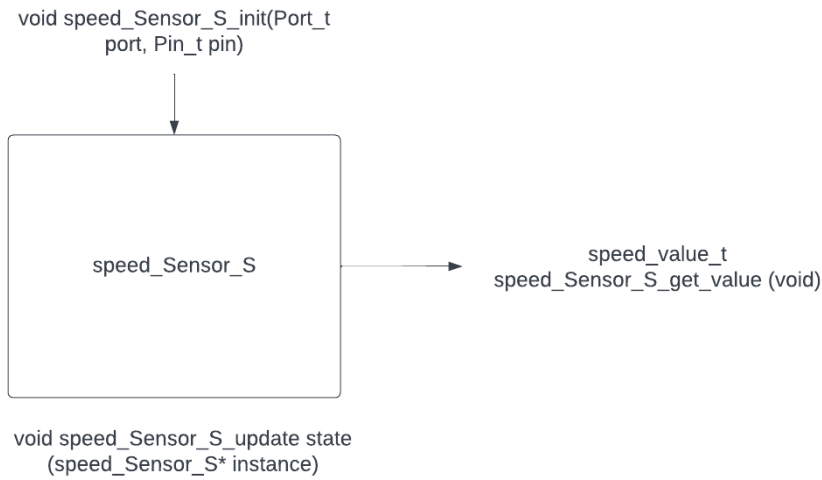 void speed_Sensor_S_init(Port_t
port, Pin_t pin)
speed_Sensor_S
speed_value_t
speed_Sensor_S_get_value (void)
void speed_Sensor_S_update state
(speed_Sensor_S* instance)